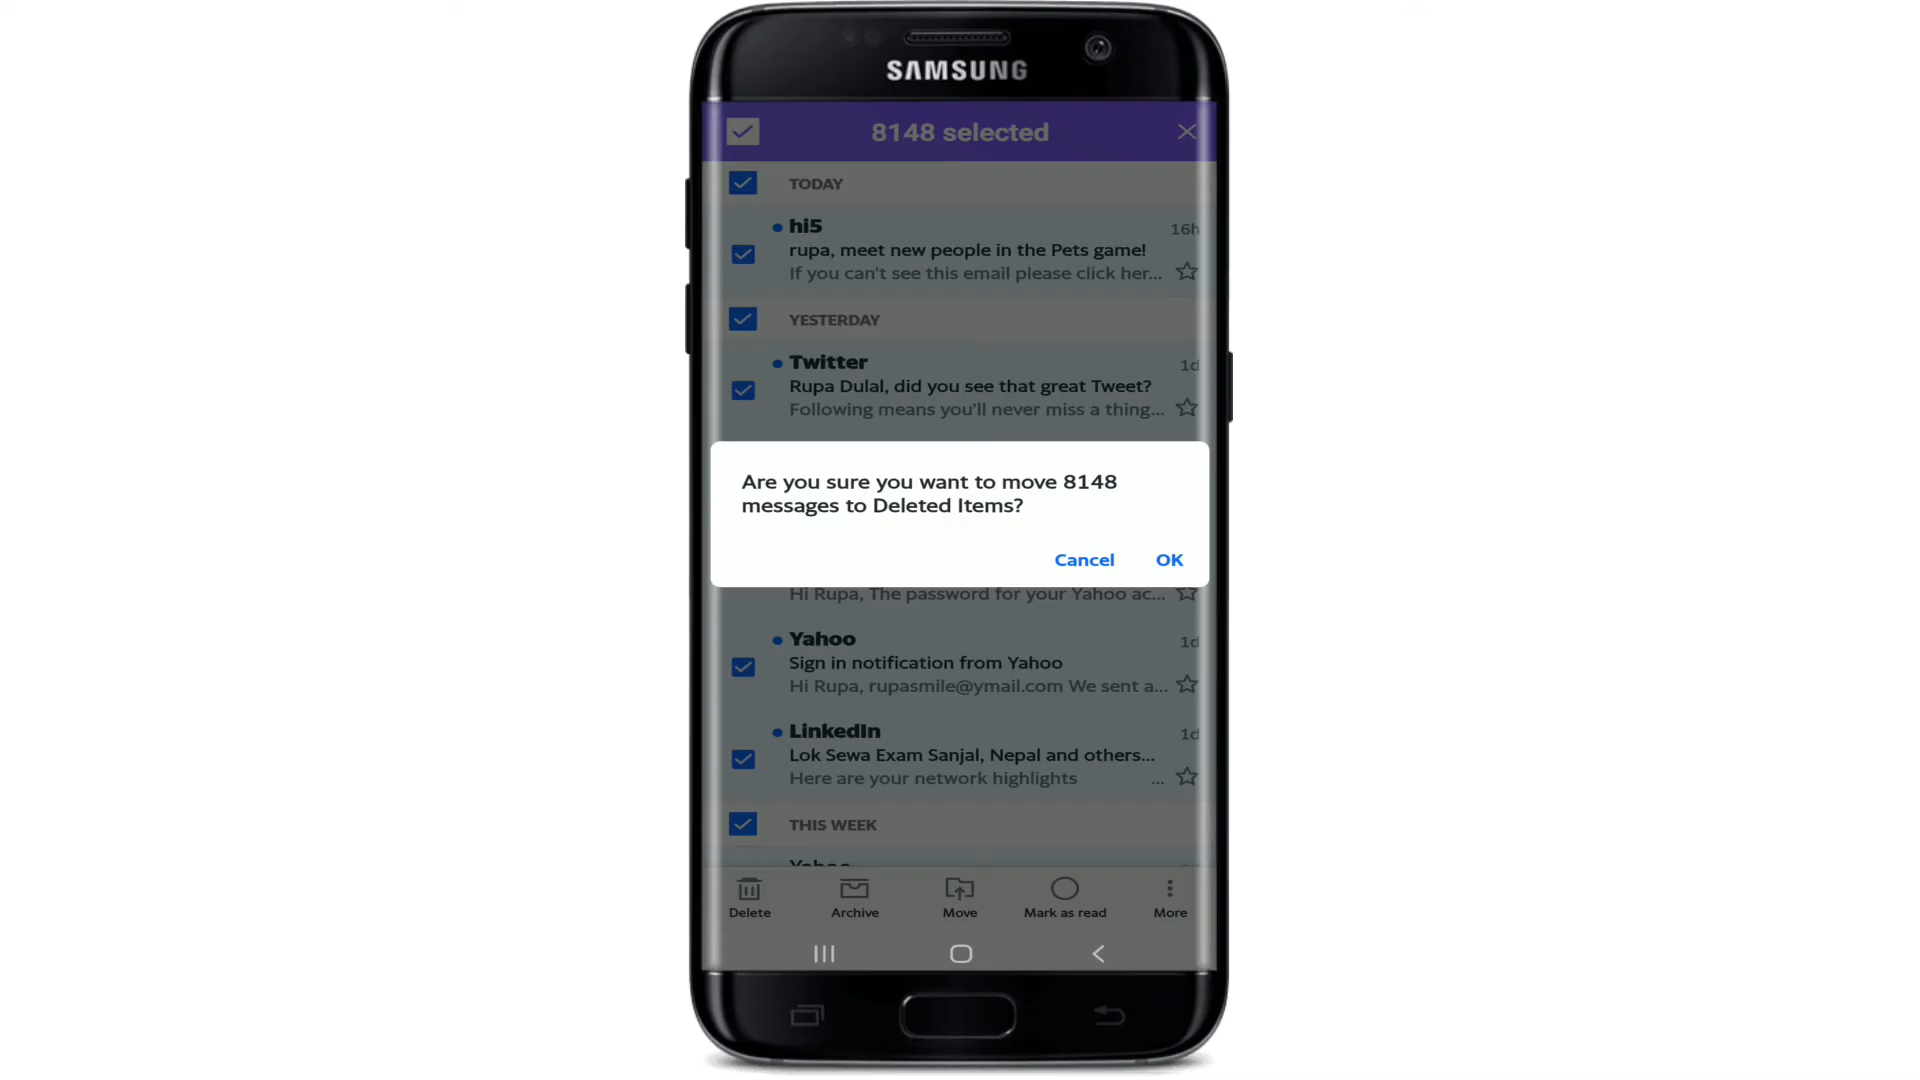 SAMSUNG
8148 selected
TODAY
hi5
16h
rupa, meet new people in the Pets game!
If you can't see this email please click her...
YESTERDAY
Twitter
1d
Rupa Dulal, did you see that great Tweet?
Following means you'll never miss a thing...
Are you sure you want to move 8148
messages to Deleted Items?
Cancel OK
Hi Rupa, The password for your Yahoo ac...
Yahoo
1d
Sign in notification from Yahoo
Hi Rupa, rupasmile@ymail.com We sent a...
LinkedIn
1d
Lok Sewa Exam Sanjal, Nepal and others...
Here are your network highlights ...
THIS WEEK
Yahoo
Delete Archive Move Mark as read More